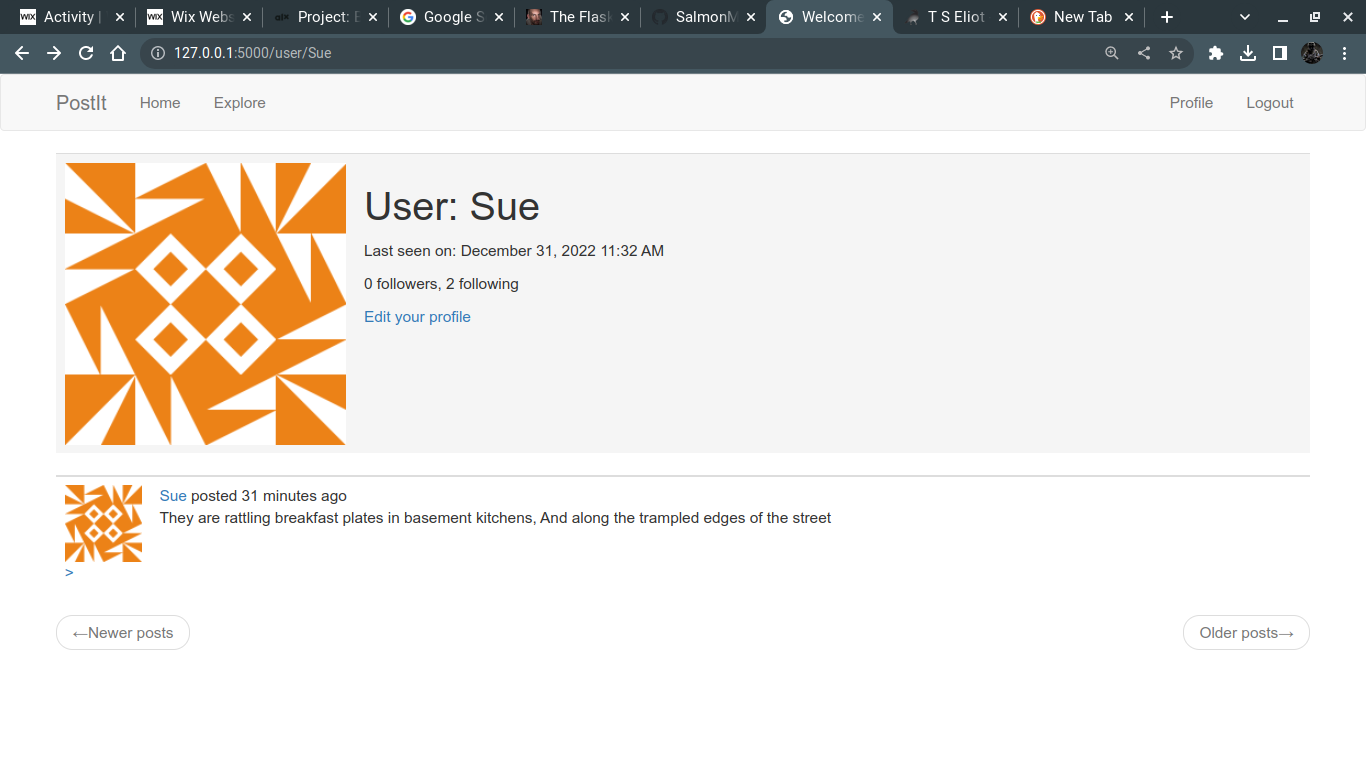 Activity | Wix Webs Project: E Google S The Flask SalmonM Welcome T S Eliot New Tab
127.0.0.1:5000/user/Sue
PostIt Home Explore Profile Logout
User: Sue
Last seen on: December 31, 2022 11:32 AM
0 followers, 2 following
Edit your profile
Sue posted 31 minutes ago
They are rattling breakfast plates in basement kitchens, And along the trampled edges of the street
>
←Newer posts Older posts→